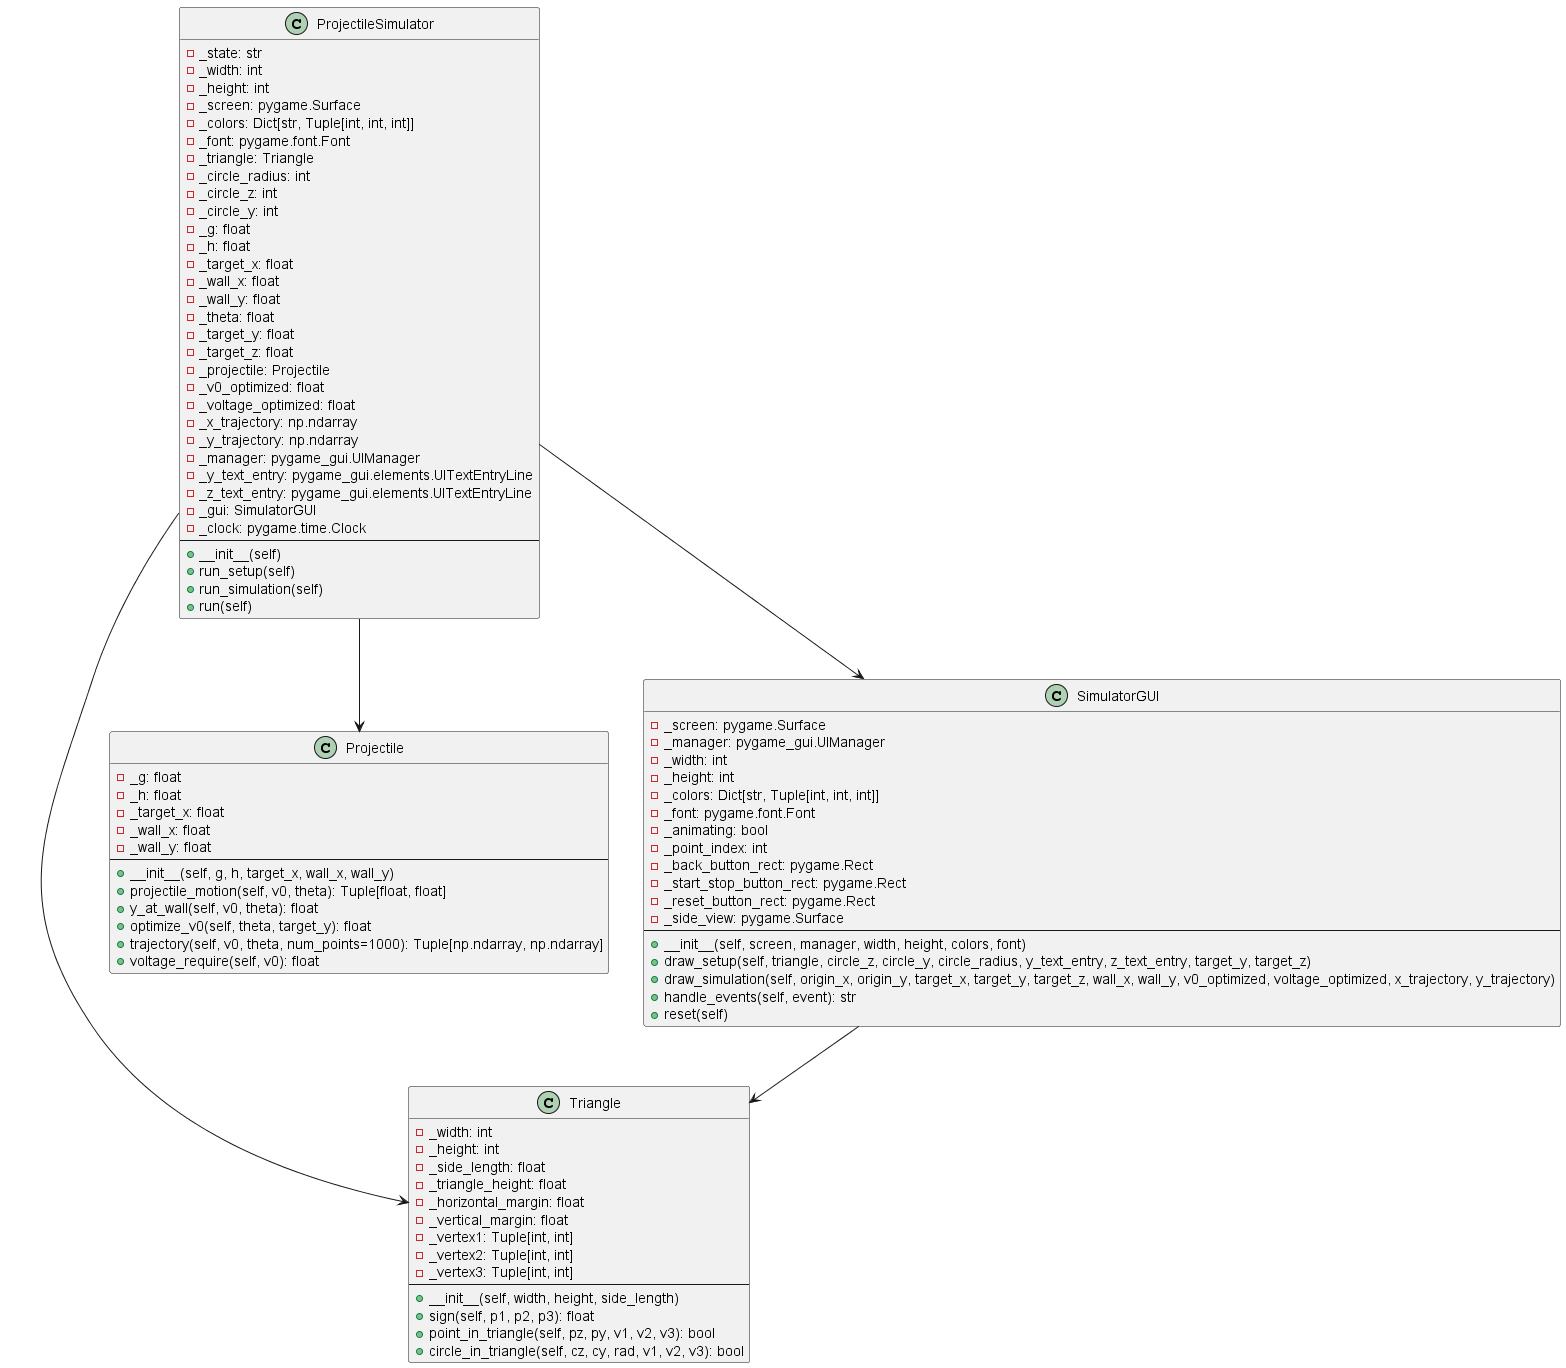 C ProjectileSimulator
_state: str
_width: int
_height: int
_screen: pygame.Surface
_colors: Dict[str, Tuple[int, int, int]]
_font: pygame.font.Font
_triangle: Triangle
_circle_radius: int
_circle_z: int
_circle_y: int
_g: float
_h: float
_target_x: float
_wall_x: float
_wall_y: float
_theta: float
_target_y: float
_target_z: float
_projectile: Projectile
_v0_optimized: float
_voltage_optimized: float
_x_trajectory: np.ndarray
_y_trajectory: np.ndarray
_manager: pygame_gui.UIManager
_y_text_entry: pygame_gui.elements.UITextEntryLine
_z_text_entry: pygame_gui.elements.UITextEntryLine
_gui: SimulatorGUI
_clock: pygame.time.Clock
__init__(self)
run_setup(self)
run_simulation(self)
run(self)
C Projectile
_g: float
_h: float
_target_x: float
_wall_x: float
_wall_y: float
__init__(self, g, h, target_x, wall_x, wall_y)
projectile_motion(self, v0, theta): Tuple[float, float]
y_at_wall(self, v0, theta): float
optimize_v0(self, theta, target_y): float
trajectory(self, v0, theta, num_points=1000): Tuple[np.ndarray, np.ndarray]
voltage_require(self, v0): float
C SimulatorGUI
_screen: pygame.Surface
_manager: pygame_gui.UIManager
_width: int
_height: int
_colors: Dict[str, Tuple[int, int, int]]
_font: pygame.font.Font
_animating: bool
_point_index: int
_back_button_rect: pygame.Rect
_start_stop_button_rect: pygame.Rect
_reset_button_rect: pygame.Rect
_side_view: pygame.Surface
__init__(self, screen, manager, width, height, colors, font)
draw_setup(self, triangle, circle_z, circle_y, circle_radius, y_text_entry, z_text_entry, target_y, target_z)
draw_simulation(self, origin_x, origin_y, target_x, target_y, target_z, wall_x, wall_y, v0_optimized, voltage_optimized, x_trajectory, y_trajectory)
handle_events(self, event): str
reset(self)
C Triangle
_width: int
_height: int
_side_length: float
_triangle_height: float
_horizontal_margin: float
_vertical_margin: float
_vertex1: Tuple[int, int]
_vertex2: Tuple[int, int]
_vertex3: Tuple[int, int]
__init__(self, width, height, side_length)
sign(self, p1, p2, p3): float
point_in_triangle(self, pz, py, v1, v2, v3): bool
circle_in_triangle(self, cz, cy, rad, v1, v2, v3): bool